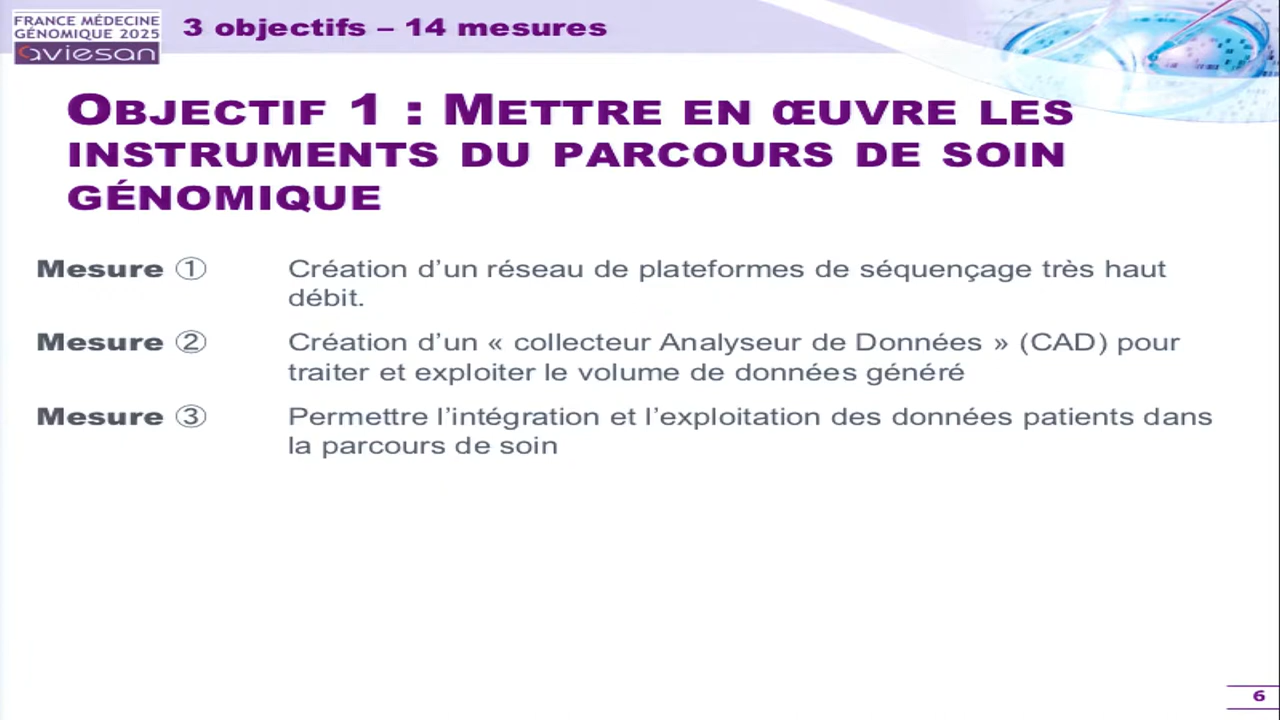 FRANCE MÉDECINE
GÉNOMIQUE 2025
aviesan
3 objectifs – 14 mesures
OBJECTIF 1 : METTRE EN ŒUVRE LES
INSTRUMENTS DU PARCOURS DE SOIN
GÉNOMIQUE
Mesure ① Création d’un réseau de plateformes de séquençage très haut
débit.
Mesure ② Création d’un « collecteur Analyseur de Données » (CAD) pour
traiter et exploiter le volume de données généré
Mesure ③ Permettre l’intégration et l’exploitation des données patients dans
la parcours de soin
6